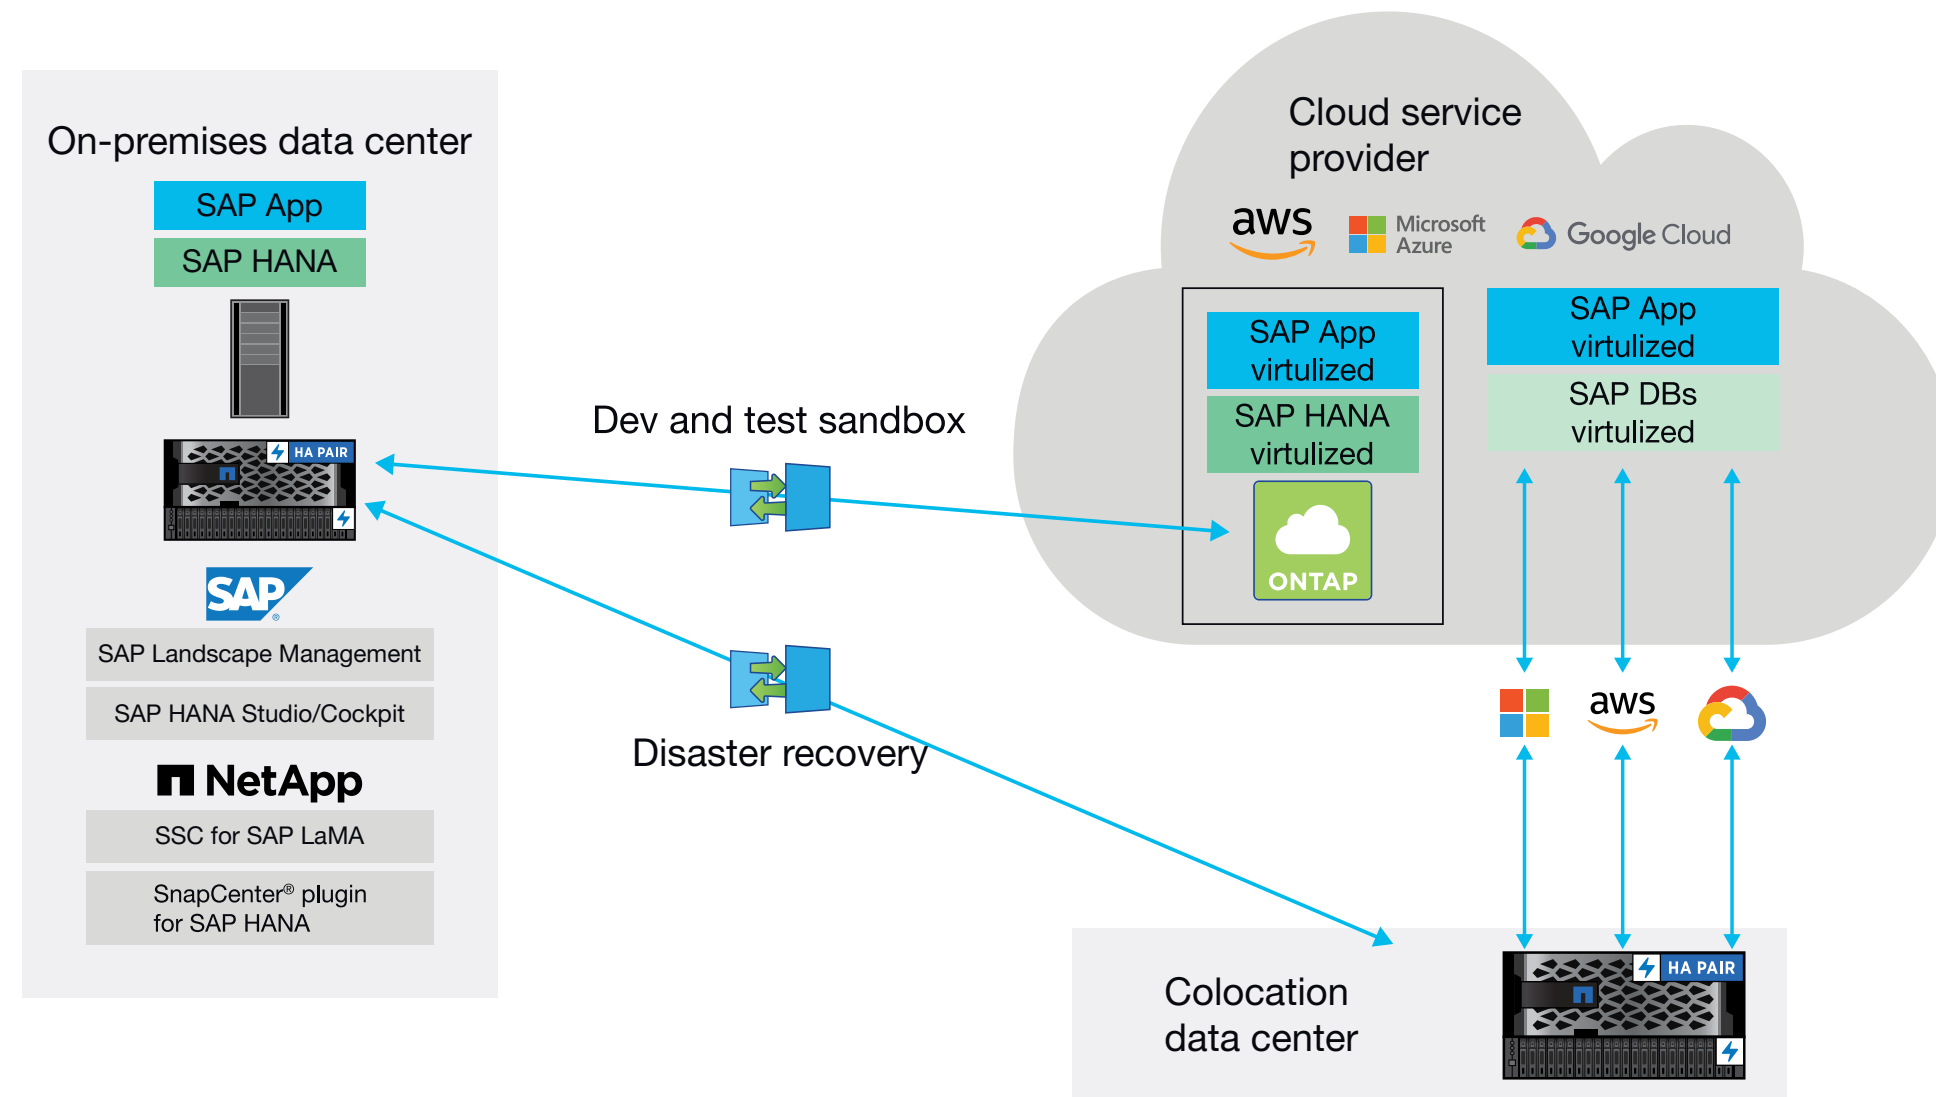 On-premises data center
SAP App
SAP HANA
HA PAIR
SAP®
SAP Landscape Management
SAP HANA Studio/Cockpit
NetApp
SSC for SAP LaMA
SnapCenter® plugin
for SAP HANA
Dev and test sandbox
Disaster recovery
Cloud service
provider
aws
Microsoft
Azure
Google Cloud
SAP App
virtulized
SAP HANA
virtulized
ONTAP
SAP App
virtulized
SAP DBs
virtulized
aws
Colocation
data center
HA PAIR